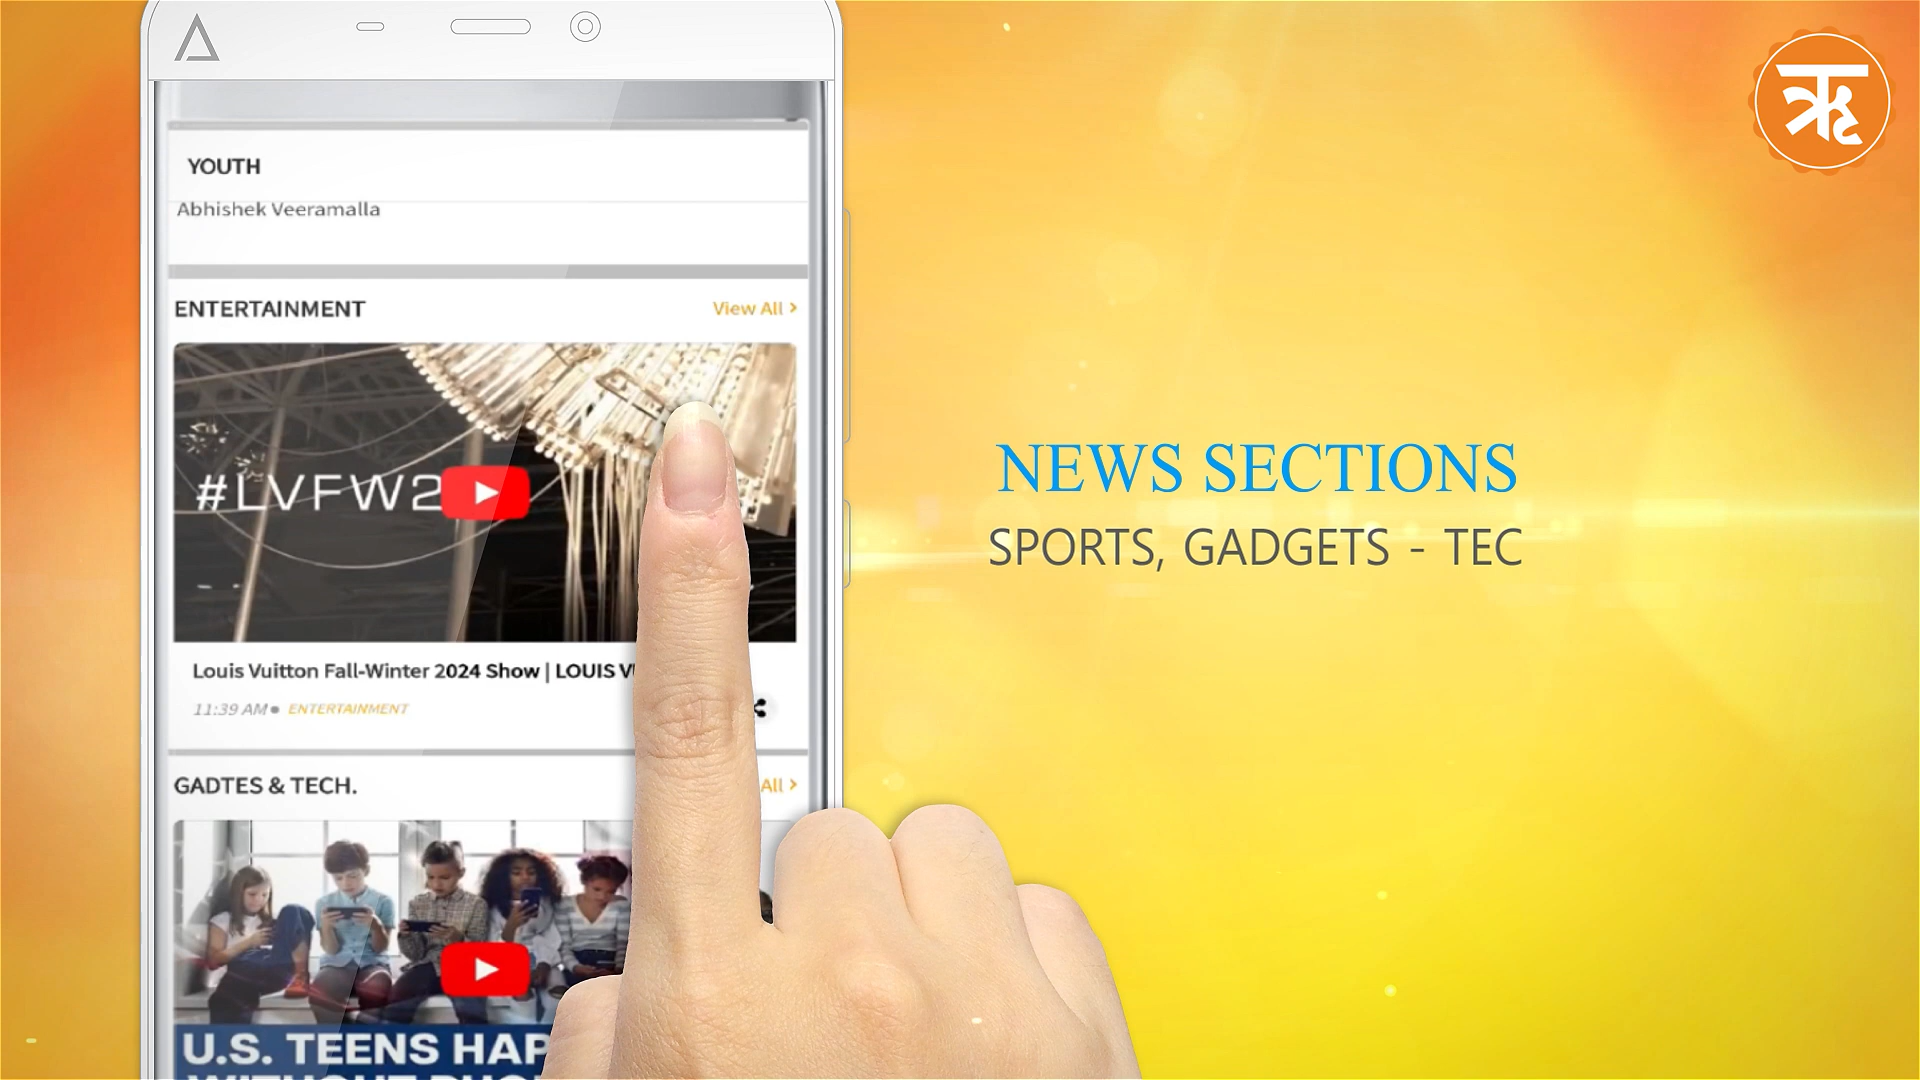 ऋ
YOUTH
Abhishek Veeramalla
ENTERTAINMENT
View All >
#LVFW2
Louis Vuitton Fall-Winter 2024 Show | LOUIS
11:39 AM● ENTERTAINMENT
GADTES & TECH.
All >
U.S. TEENS HAP
WITHOUT
NEWS SECTIONS
SPORTS, GADGETS - TEC